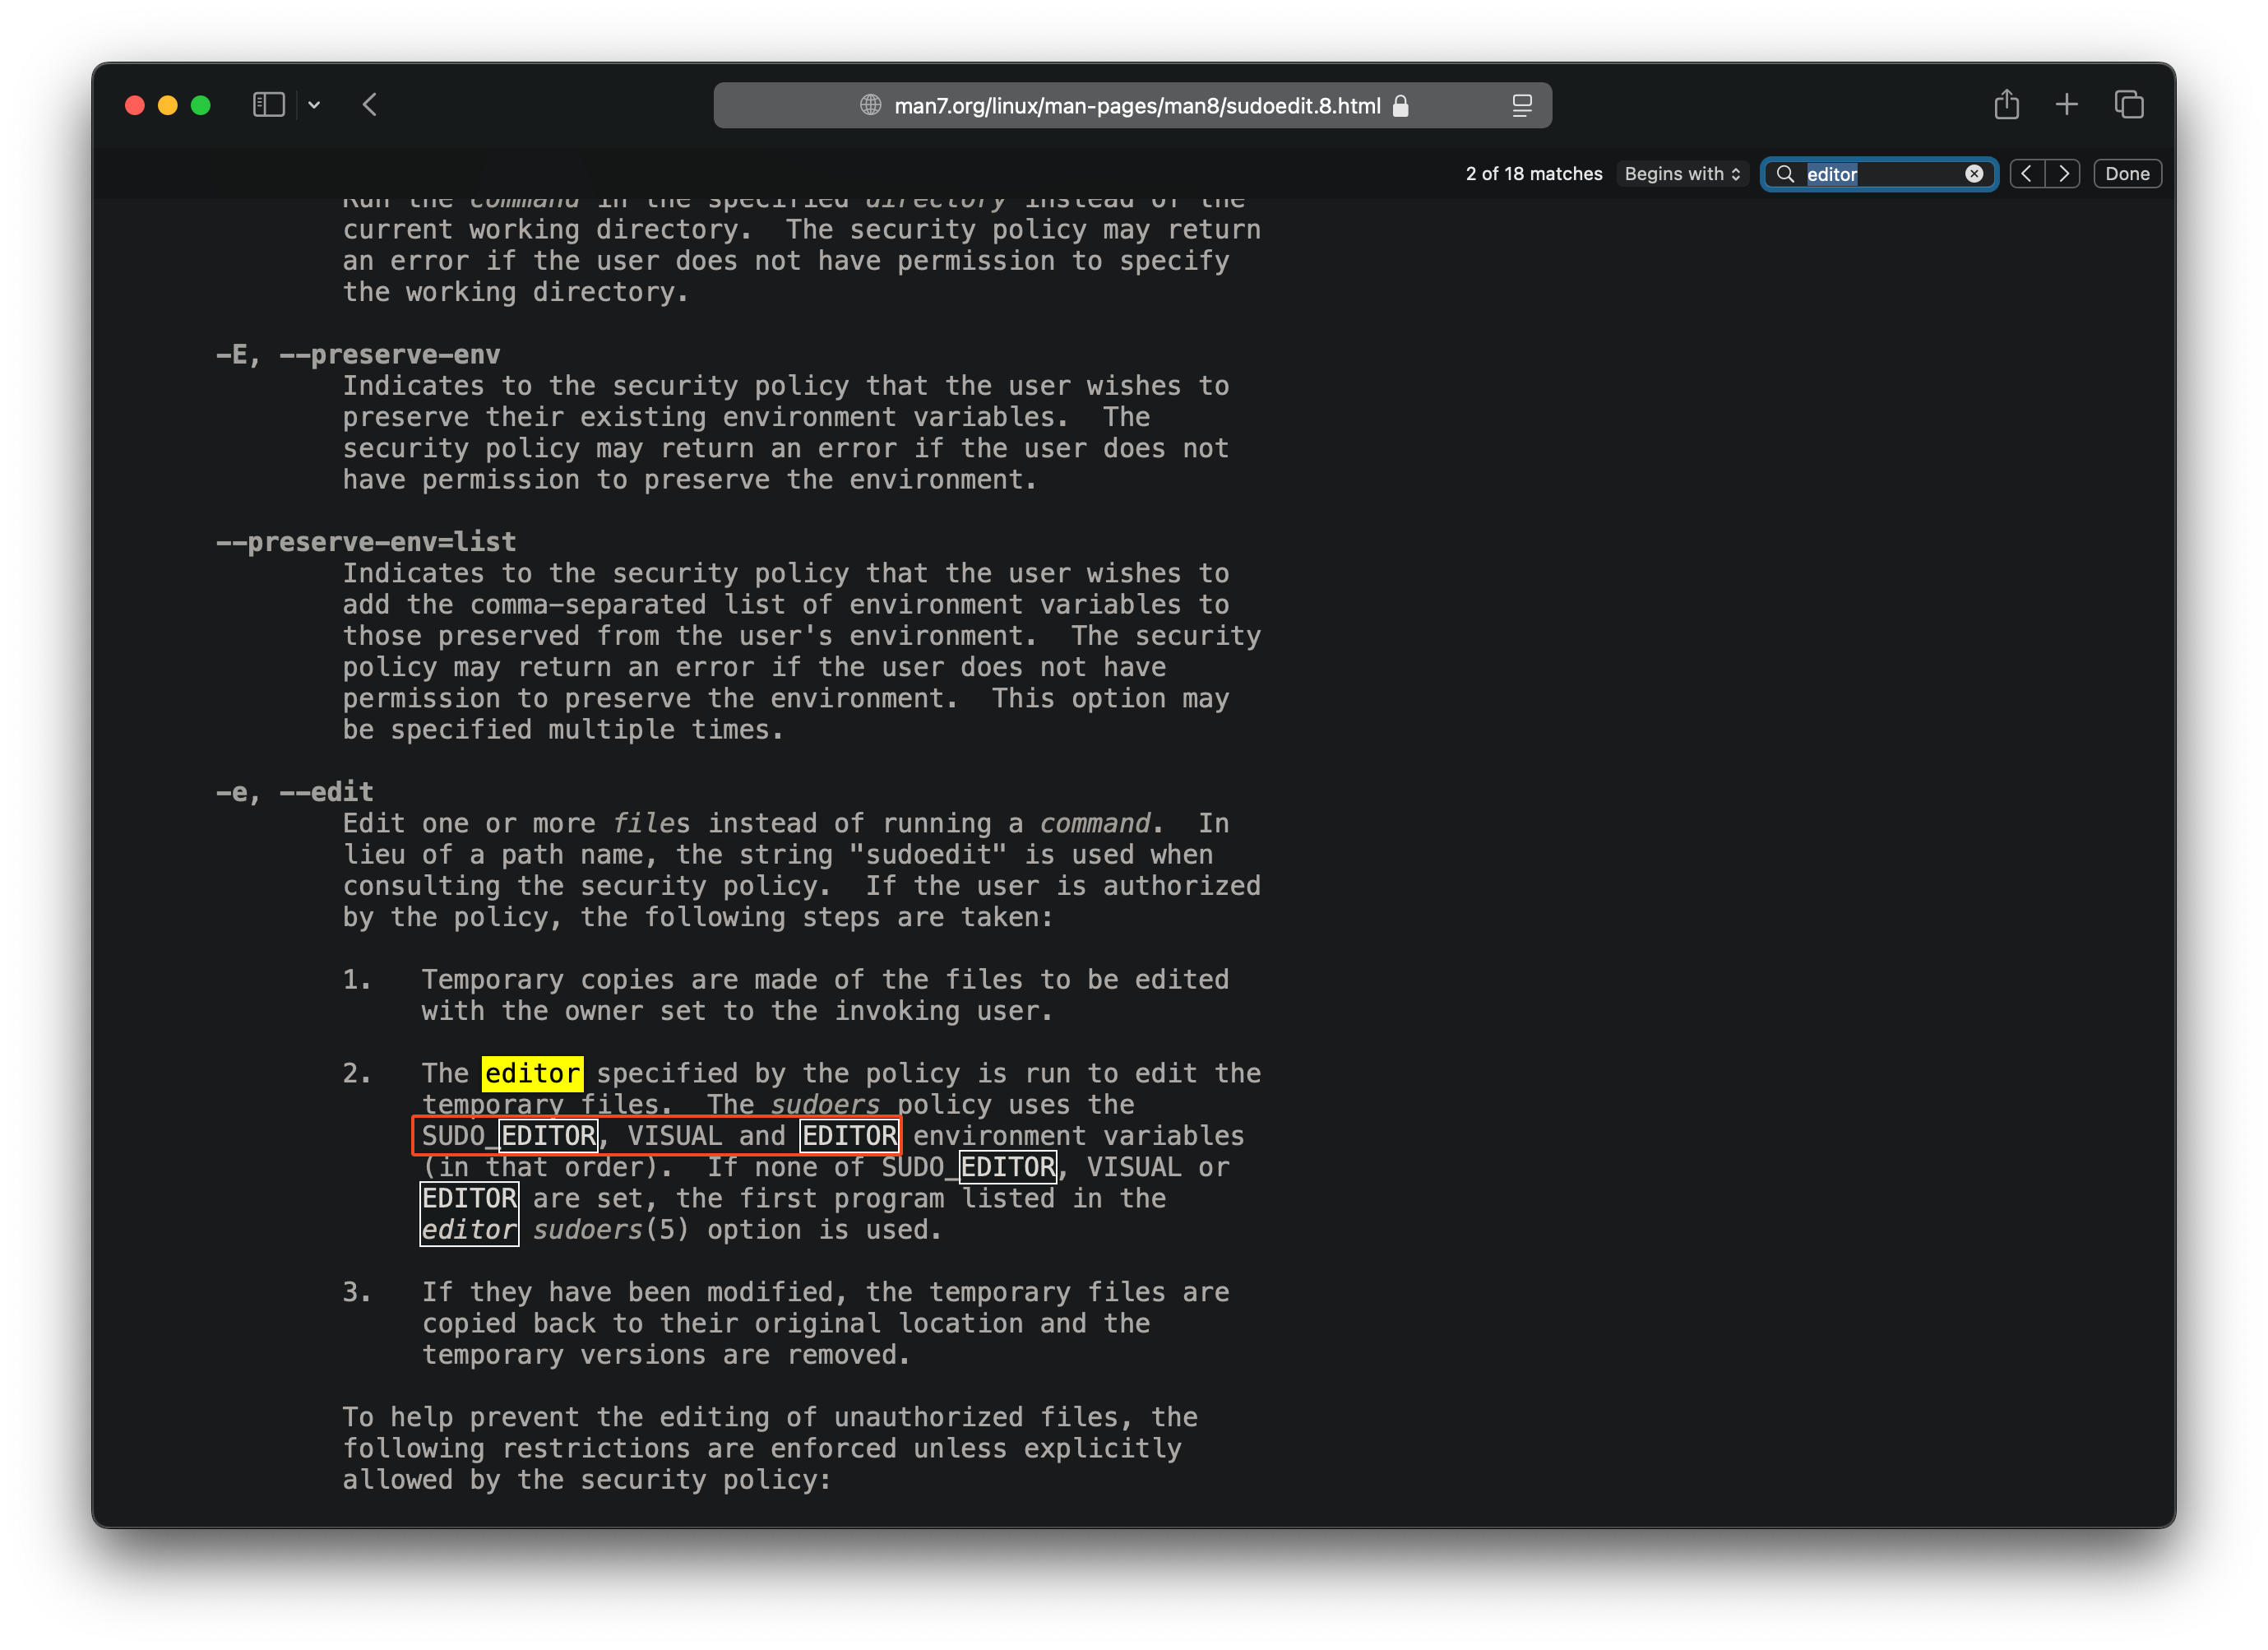 man7.org/linux/man-pages/man8/sudoedit.8.html
2 of 18 matches Begins with editor Done
Run the command in the specified directory instead of the
current working directory.  The security policy may return
an error if the user does not have permission to specify
the working directory.
-E, --preserve-env
Indicates to the security policy that the user wishes to
preserve their existing environment variables.  The
security policy may return an error if the user does not
have permission to preserve the environment.
--preserve-env=list
Indicates to the security policy that the user wishes to
add the comma-separated list of environment variables to
those preserved from the user's environment.  The security
policy may return an error if the user does not have
permission to preserve the environment.  This option may
be specified multiple times.
-e, --edit
Edit one or more files instead of running a command.  In
lieu of a path name, the string "sudoedit" is used when
consulting the security policy.  If the user is authorized
by the policy, the following steps are taken:
1.   Temporary copies are made of the files to be edited
with the owner set to the invoking user.
2.   The editor specified by the policy is run to edit the
temporary files.  The sudoers policy uses the
SUDO_EDITOR, VISUAL and EDITOR environment variables
(in that order).  If none of SUDO_EDITOR, VISUAL or
EDITOR are set, the first program listed in the
editor sudoers(5) option is used.
3.   If they have been modified, the temporary files are
copied back to their original location and the
temporary versions are removed.
To help prevent the editing of unauthorized files, the
following restrictions are enforced unless explicitly
allowed by the security policy: